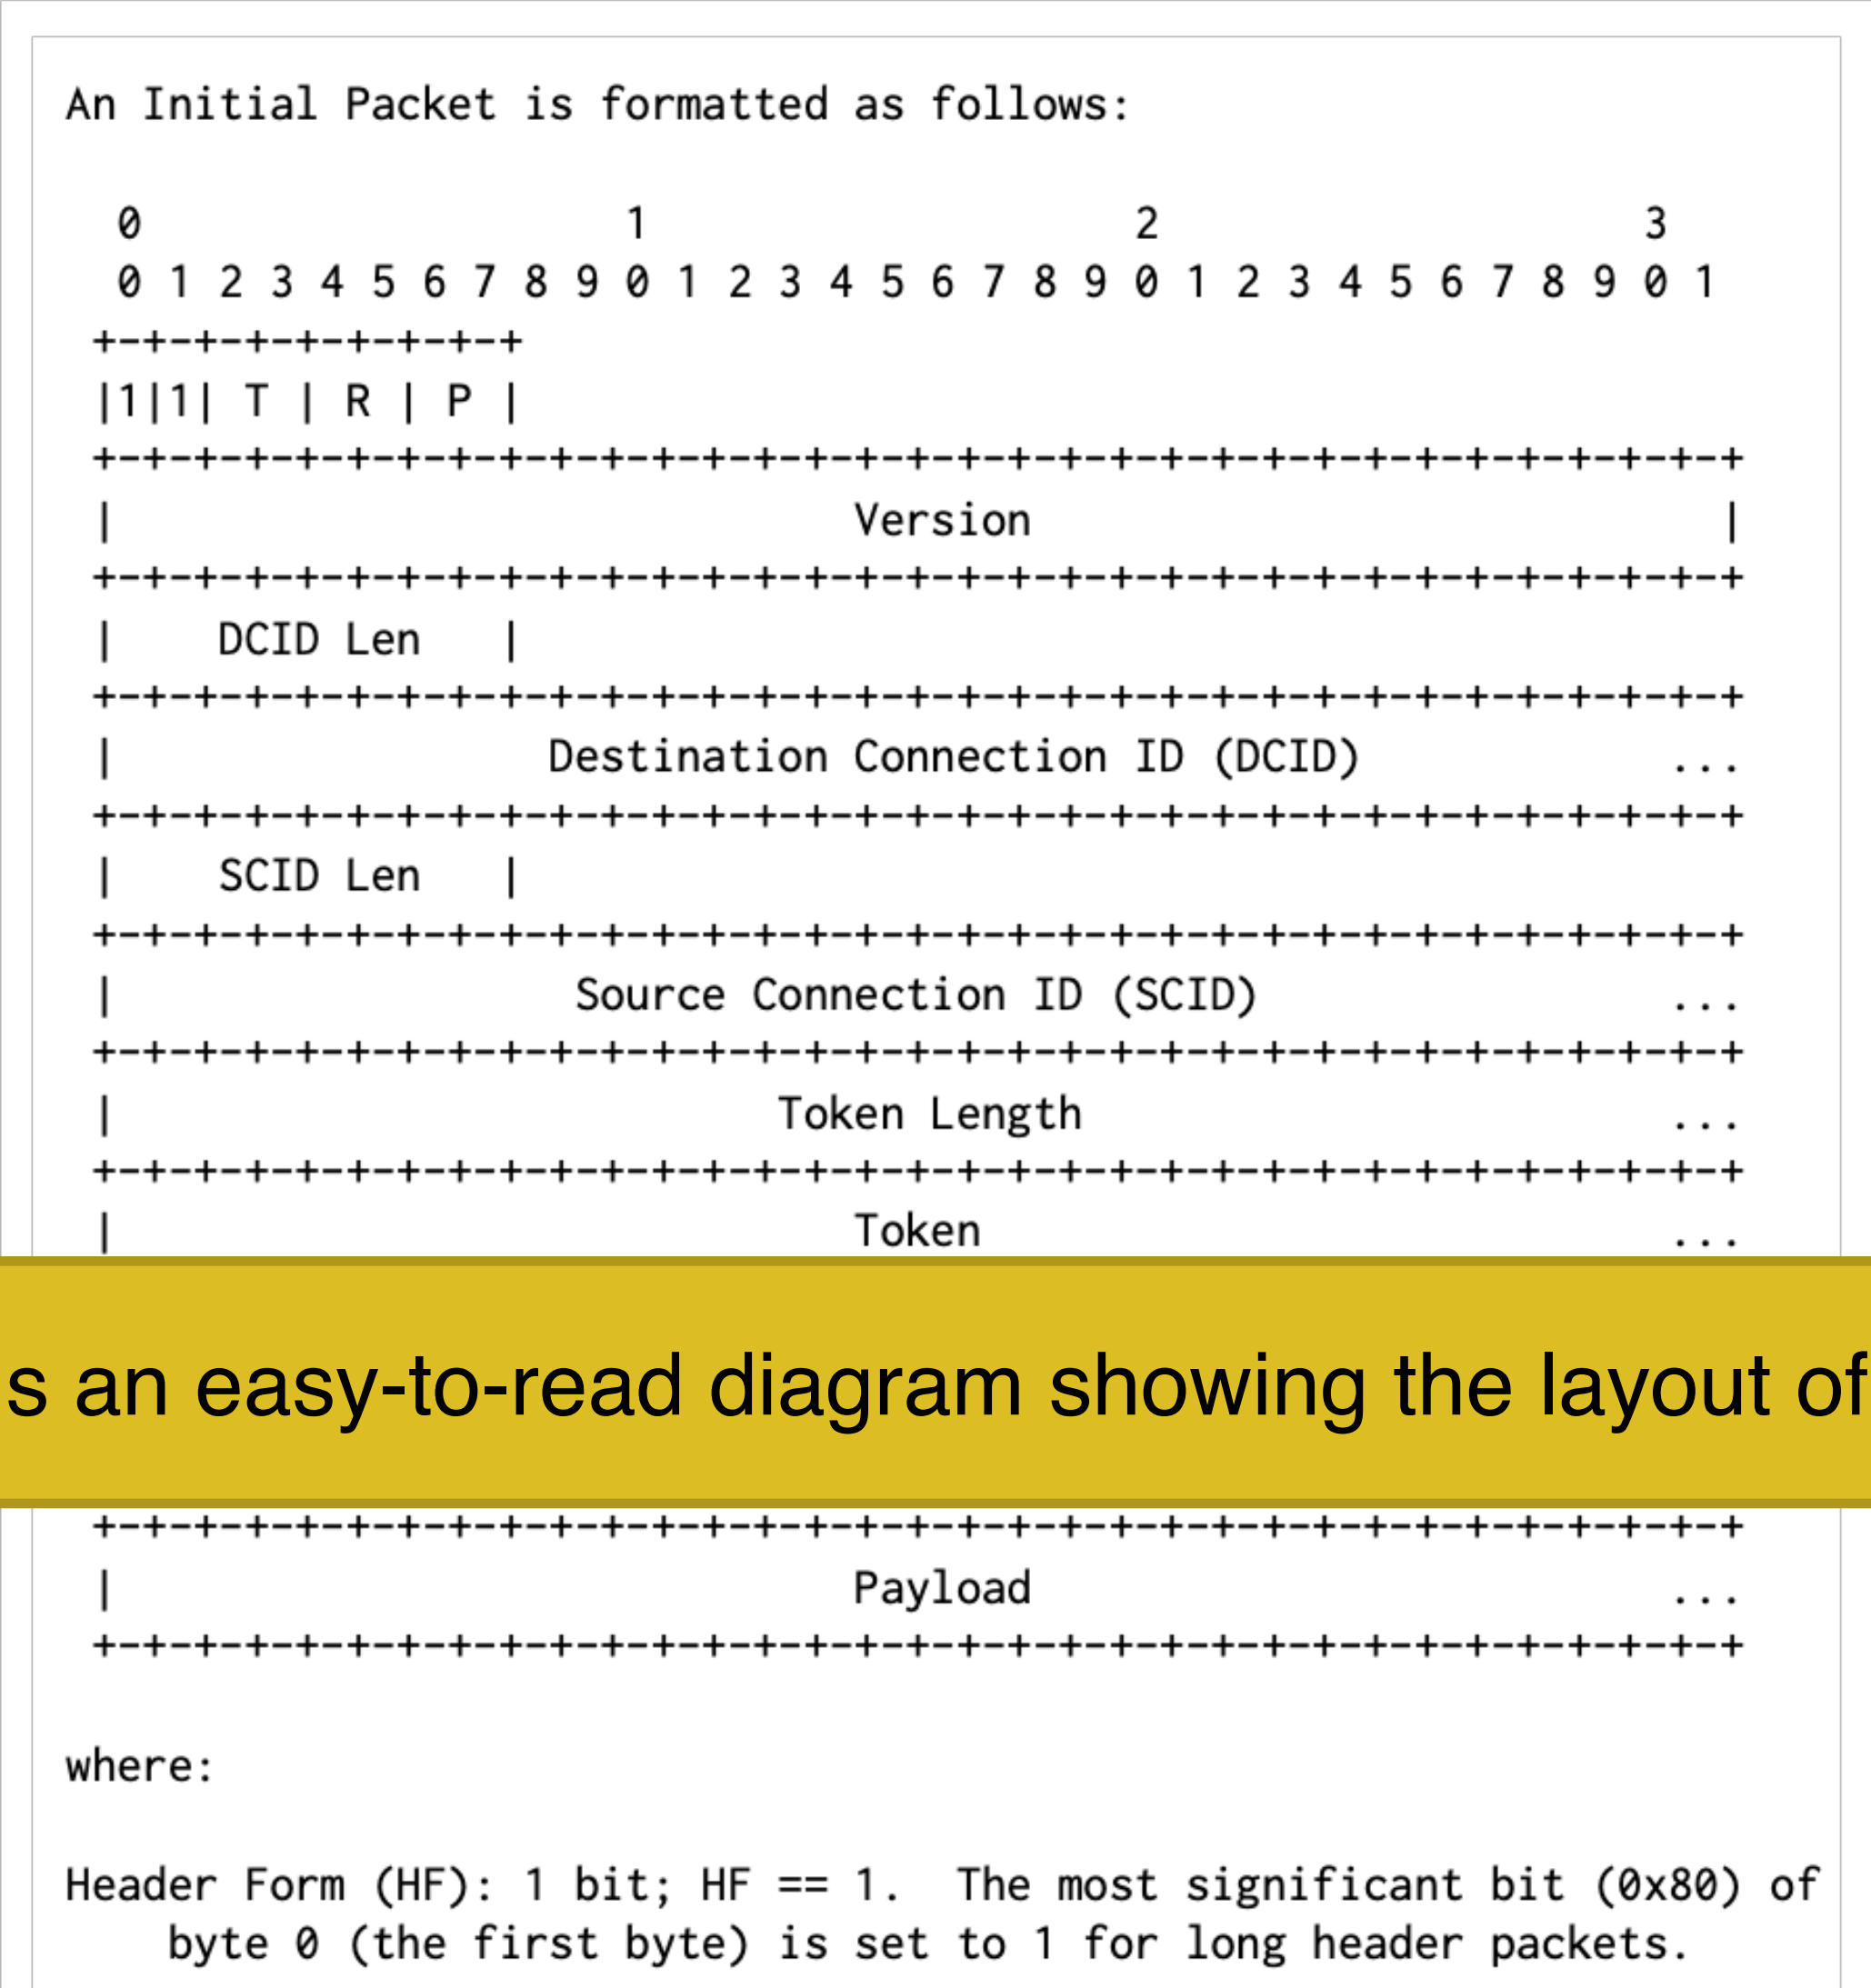 An Initial Packet is formatted as follows:
0                   1                   2                   3
0 1 2 3 4 5 6 7 8 9 0 1 2 3 4 5 6 7 8 9 0 1 2 3 4 5 6 7 8 9 0 1
+-+-+-+-+-+-+-+-+
|1|1| T | R | P |
+-+-+-+-+-+-+-+-+-+-+-+-+-+-+-+-+-+-+-+-+-+-+-+-+-+-+-+-+-+-+-+-+
|                             Version                           |
+-+-+-+-+-+-+-+-+-+-+-+-+-+-+-+-+-+-+-+-+-+-+-+-+-+-+-+-+-+-+-+-+
|    DCID Len   |
+-+-+-+-+-+-+-+-+-+-+-+-+-+-+-+-+-+-+-+-+-+-+-+-+-+-+-+-+-+-+-+-+
|                 Destination Connection ID (DCID)            ...
+-+-+-+-+-+-+-+-+-+-+-+-+-+-+-+-+-+-+-+-+-+-+-+-+-+-+-+-+-+-+-+-+
|    SCID Len   |
+-+-+-+-+-+-+-+-+-+-+-+-+-+-+-+-+-+-+-+-+-+-+-+-+-+-+-+-+-+-+-+-+
|                  Source Connection ID (SCID)                ...
+-+-+-+-+-+-+-+-+-+-+-+-+-+-+-+-+-+-+-+-+-+-+-+-+-+-+-+-+-+-+-+-+
|                          Token Length                       ...
+-+-+-+-+-+-+-+-+-+-+-+-+-+-+-+-+-+-+-+-+-+-+-+-+-+-+-+-+-+-+-+-+
|                             Token                           ...
s an easy-to-read diagram showing the layout of
+-+-+-+-+-+-+-+-+-+-+-+-+-+-+-+-+-+-+-+-+-+-+-+-+-+-+-+-+-+-+-+-+
|                             Payload                         ...
+-+-+-+-+-+-+-+-+-+-+-+-+-+-+-+-+-+-+-+-+-+-+-+-+-+-+-+-+-+-+-+-+
where:
Header Form (HF): 1 bit; HF == 1.  The most significant bit (0x80) of
byte 0 (the first byte) is set to 1 for long header packets.